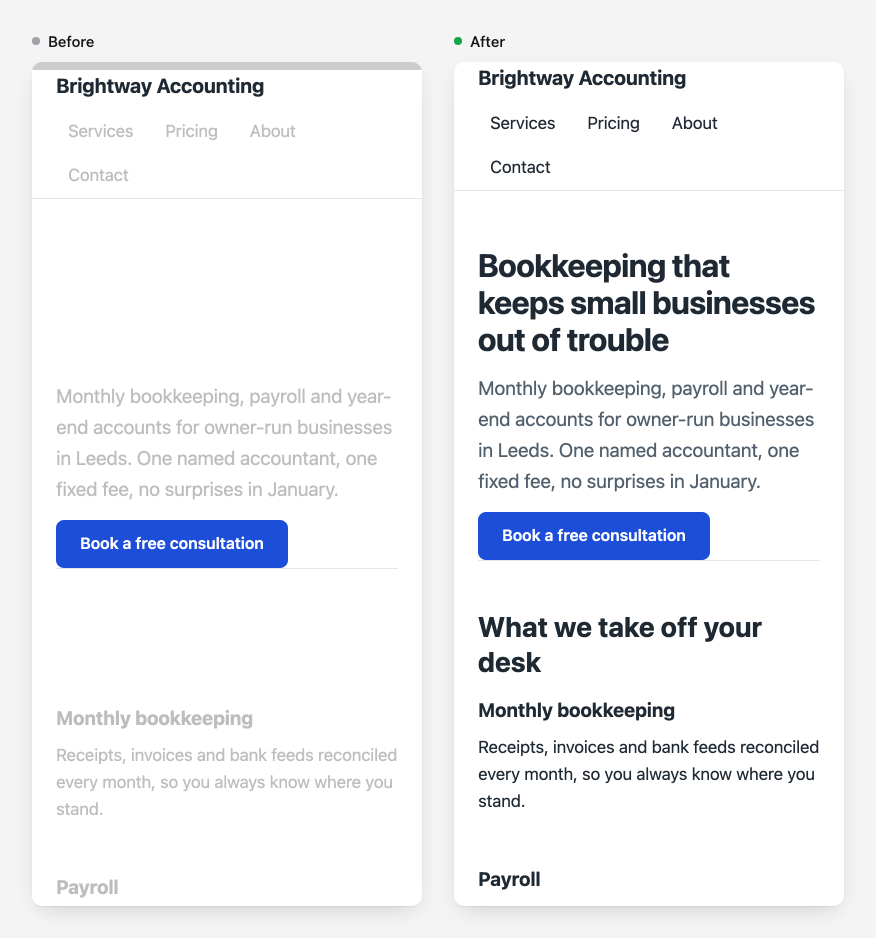 Before
Brightway Accounting
Services Pricing About
Contact
Monthly bookkeeping, payroll and year-
end accounts for owner-run businesses
in Leeds. One named accountant, one
fixed fee, no surprises in January.
Book a free consultation
Monthly bookkeeping
Receipts, invoices and bank feeds reconciled
every month, so you always know where you
stand.
Payroll
After
Brightway Accounting
Services Pricing About
Contact
Bookkeeping that
keeps small businesses
out of trouble
Monthly bookkeeping, payroll and year-
end accounts for owner-run businesses
in Leeds. One named accountant, one
fixed fee, no surprises in January.
Book a free consultation
What we take off your
desk
Monthly bookkeeping
Receipts, invoices and bank feeds reconciled
every month, so you always know where you
stand.
Payroll